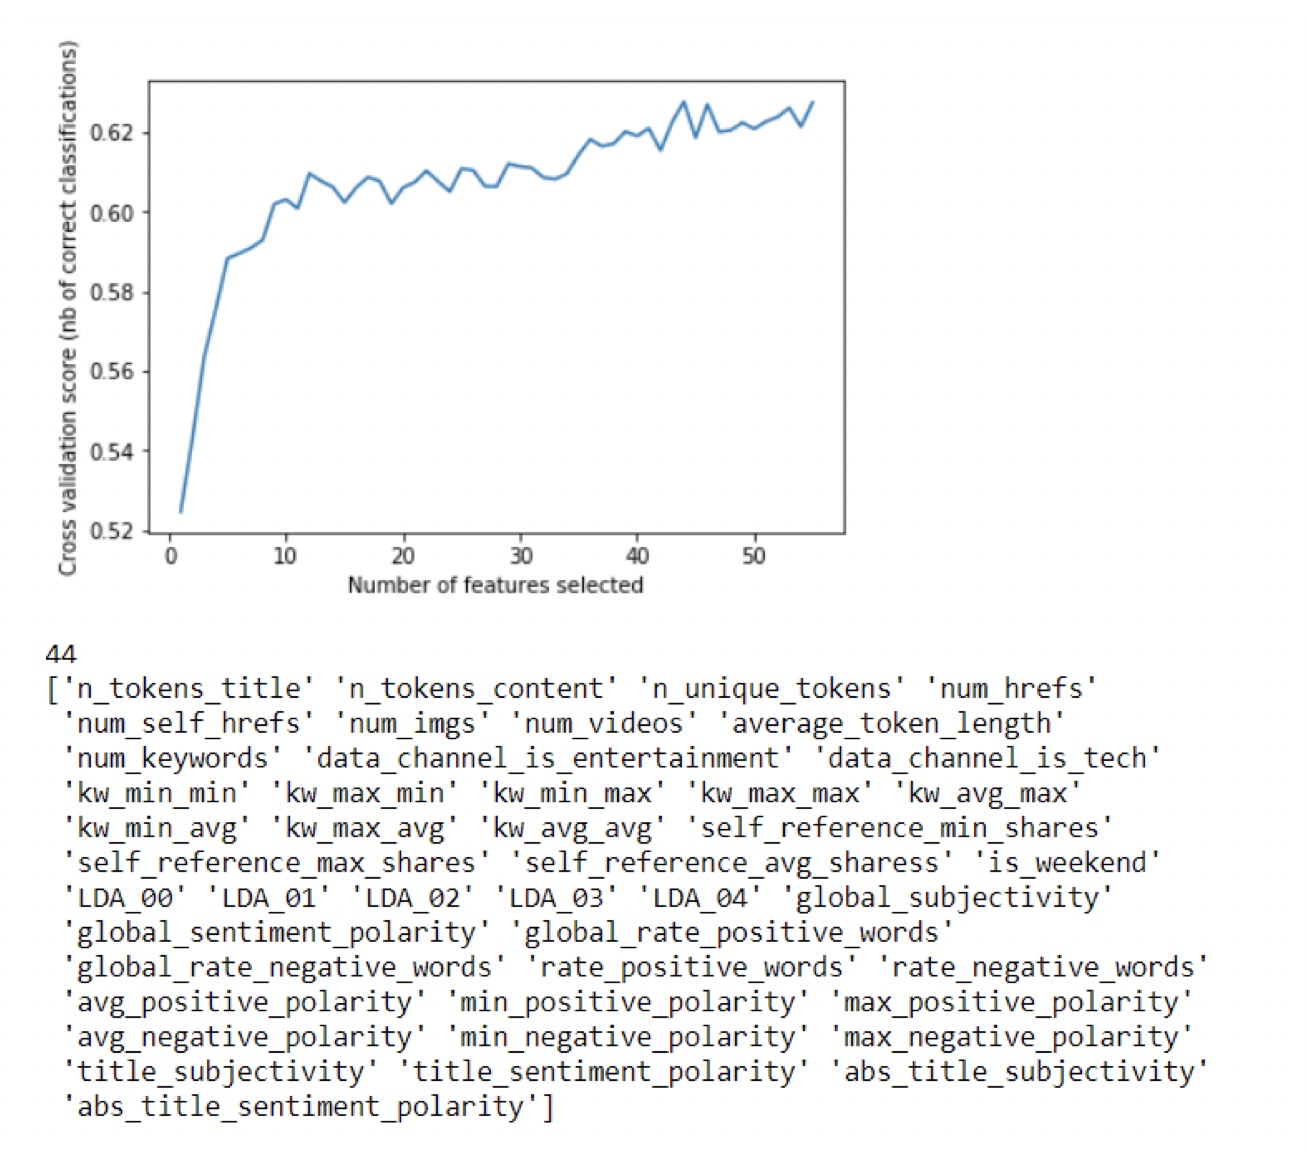 Cross validation score (nb of correct classifications)
0.62
0.60
0.58
0.56
0.54
0.52
0 10 20 30 40 50
Number of features selected
44
['n_tokens_title' 'n_tokens_content' 'n_unique_tokens' 'num_hrefs'
'num_self_hrefs' 'num_imgs' 'num_videos' 'average_token_length'
'num_keywords' 'data_channel_is_entertainment' 'data_channel_is_tech'
'kw_min_min' 'kw_max_min' 'kw_min_max' 'kw_max_max' 'kw_avg_max'
'kw_min_avg' 'kw_max_avg' 'kw_avg_avg' 'self_reference_min_shares'
'self_reference_max_shares' 'self_reference_avg_sharess' 'is_weekend'
'LDA_00' 'LDA_01' 'LDA_02' 'LDA_03' 'LDA_04' 'global_subjectivity'
'global_sentiment_polarity' 'global_rate_positive_words'
'global_rate_negative_words' 'rate_positive_words' 'rate_negative_words'
'avg_positive_polarity' 'min_positive_polarity' 'max_positive_polarity'
'avg_negative_polarity' 'min_negative_polarity' 'max_negative_polarity'
'title_subjectivity' 'title_sentiment_polarity' 'abs_title_subjectivity'
'abs_title_sentiment_polarity']